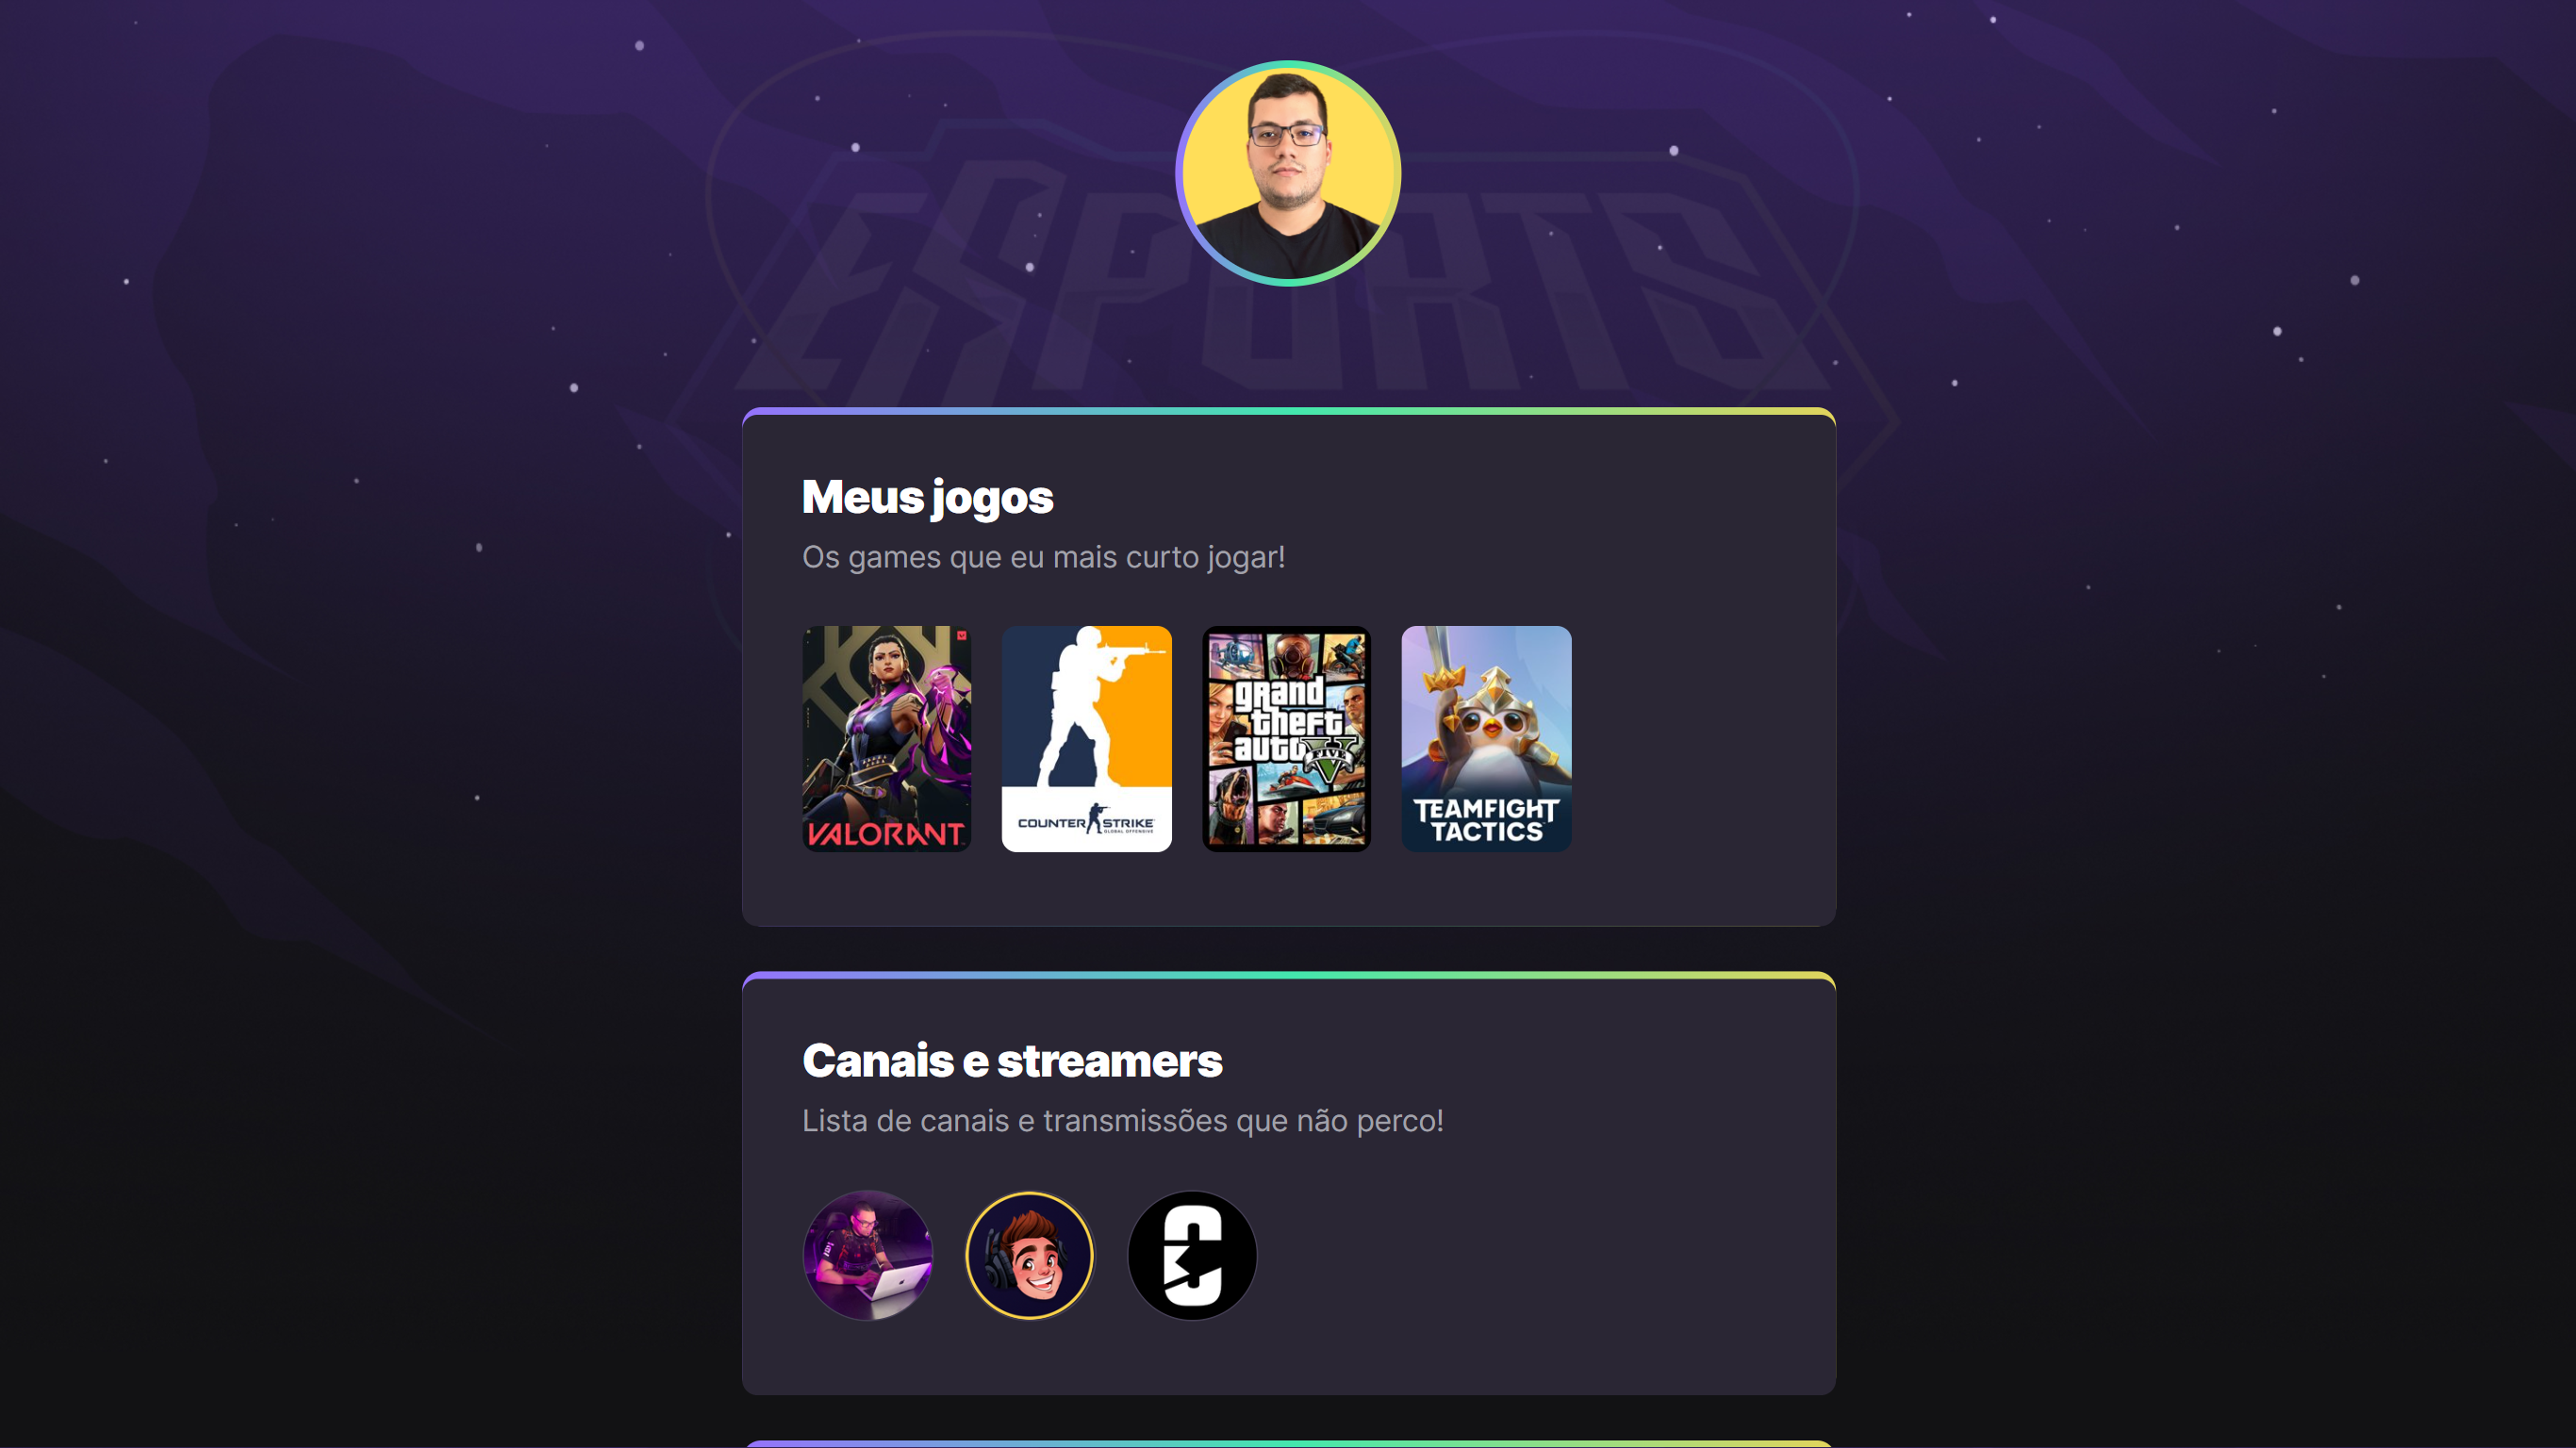 ESPORTS
Meus jogos
Os games que eu mais curto jogar!
VALORANT
COUNTER STRIKE
GLOBAL OFFENSIVE
grand
theft
auto V
FIVE
TEAMFIGHT
TACTICS
Canais e streamers
Lista de canais e transmissões que não perco!